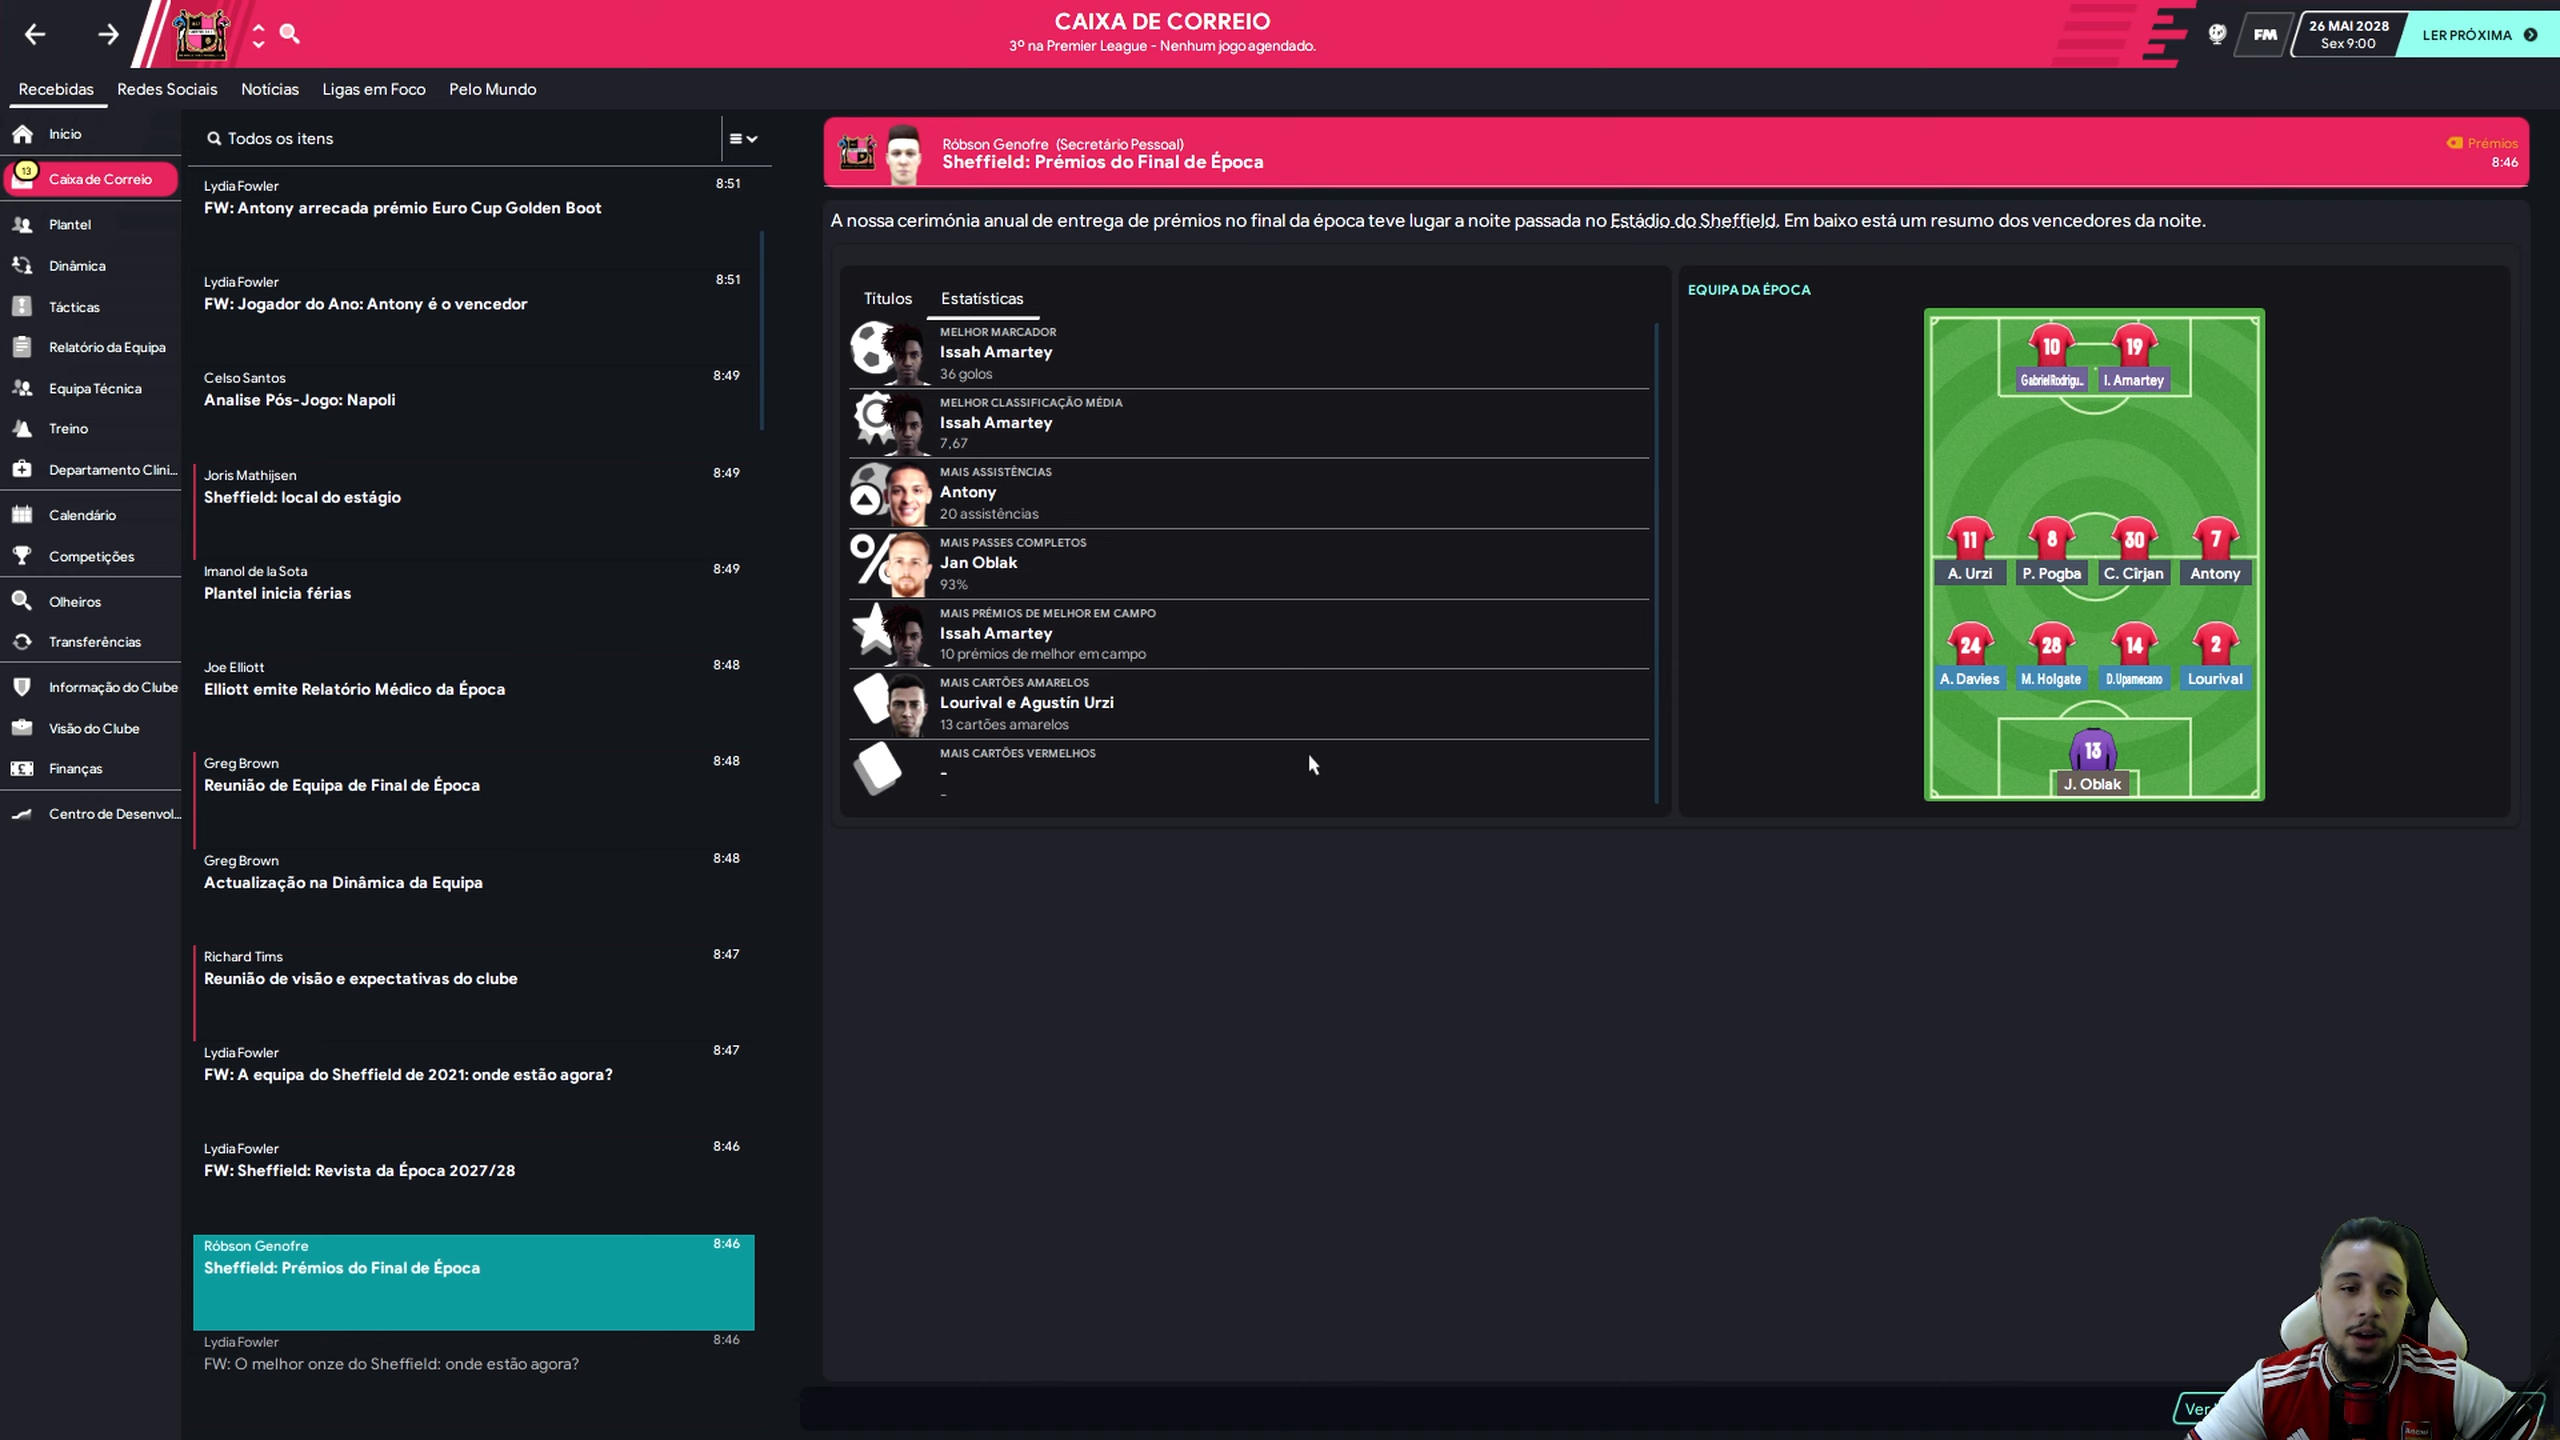 CAIXA DE CORREIO
3º na Premier League - Nenhum jogo agendado.
FM
26 MAI 2028
Sex 9:00
LER PRÓXIMA
Recebidas
Redes Sociais
Notícias
Ligas em Foco
Pelo Mundo
Início
13
Caixa de Correio
Plantel
Dinâmica
Tácticas
Relatório da Equipa
Equipa Técnica
Treino
Departamento Clíni...
Calendário
Competições
Olheiros
Transferências
Informação do Clube
Visão do Clube
Finanças
Centro de Desenvol...
Todos os itens
Lydia Fowler 8:51
FW: Antony arrecada prémio Euro Cup Golden Boot
Lydia Fowler 8:51
FW: Jogador do Ano: Antony é o vencedor
Celso Santos 8:49
Analise Pós-Jogo: Napoli
Joris Mathijsen 8:49
Sheffield: local do estágio
Imanol de la Sota 8:49
Plantel inicia férias
Joe Elliott 8:48
Elliott emite Relatório Médico da Época
Greg Brown 8:48
Reunião de Equipa de Final de Época
Greg Brown 8:48
Actualização na Dinâmica da Equipa
Richard Tims 8:47
Reunião de visão e expectativas do clube
Lydia Fowler 8:47
FW: A equipa do Sheffield de 2021: onde estão agora?
Lydia Fowler 8:46
FW: Sheffield: Revista da Época 2027/28
Róbson Genofre 8:46
Sheffield: Prémios do Final de Época
Lydia Fowler 8:46
FW: O melhor onze do Sheffield: onde estão agora?
Róbson Genofre (Secretário Pessoal)
Sheffield: Prémios do Final de Época
Prémios
8:46
A nossa cerimónia anual de entrega de prémios no final da época teve lugar a noite passada no Estádio do Sheffield. Em baixo está um resumo dos vencedores da noite.
Títulos
Estatísticas
MELHOR MARCADOR
Issah Amartey
36 golos
MELHOR CLASSIFICAÇÃO MÉDIA
Issah Amartey
7,67
MAIS ASSISTÊNCIAS
Antony
20 assistências
%
MAIS PASSES COMPLETOS
Jan Oblak
93%
MAIS PRÉMIOS DE MELHOR EM CAMPO
Issah Amartey
10 prémios de melhor em campo
MAIS CARTÕES AMARELOS
Lourival e Agustín Urzi
13 cartões amarelos
MAIS CARTÕES VERMELHOS
-
-
EQUIPA DA ÉPOCA
10 19
Gabriel Rodrigu... I. Amartey
11 8 30 7
A. Urzi P. Pogba C. Cîrjan Antony
24 28 14 2
A. Davies M. Holgate D. Upamecano Lourival
13
J. Oblak
Ver